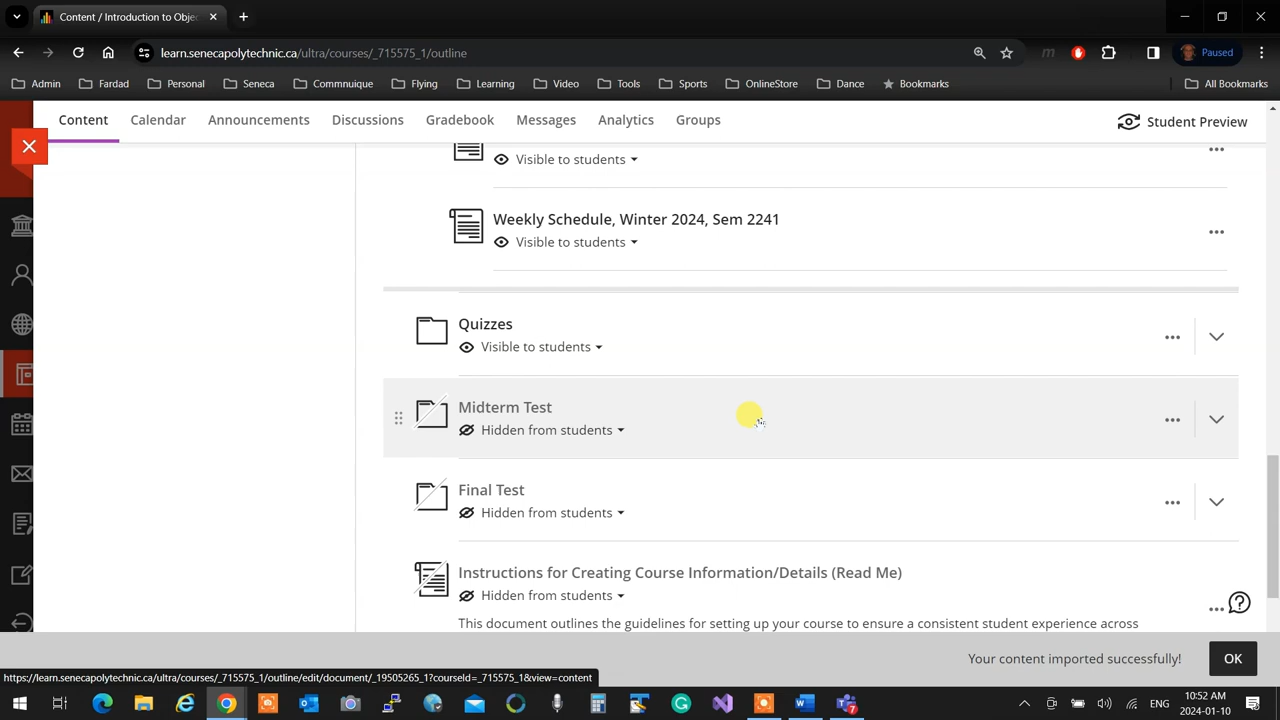 Content / Introduction to Obje
learn.senecapolytechnic.ca/ultra/courses/_715575_1/outline
Paused
Admin
Fardad
Personal
Seneca
Commnuique
Flying
Learning
Video
Tools
Sports
OnlineStore
Dance
Bookmarks
All Bookmarks
Content
Calendar
Announcements
Discussions
Gradebook
Messages
Analytics
Groups
Student Preview
Visible to students
Weekly Schedule, Winter 2024, Sem 2241
Visible to students
Quizzes
Visible to students
Midterm Test
Hidden from students
Final Test
Hidden from students
Instructions for Creating Course Information/Details (Read Me)
Hidden from students
This document outlines the guidelines for setting up your course to ensure a consistent student experience across
Your content imported successfully!
OK
https://learn.senecapolytechnic.ca/ultra/courses/_715575_1/outline/edit/document/_19505265_1?courseId=_715575_1&view=content
ENG
10:52 AM
2024-01-10